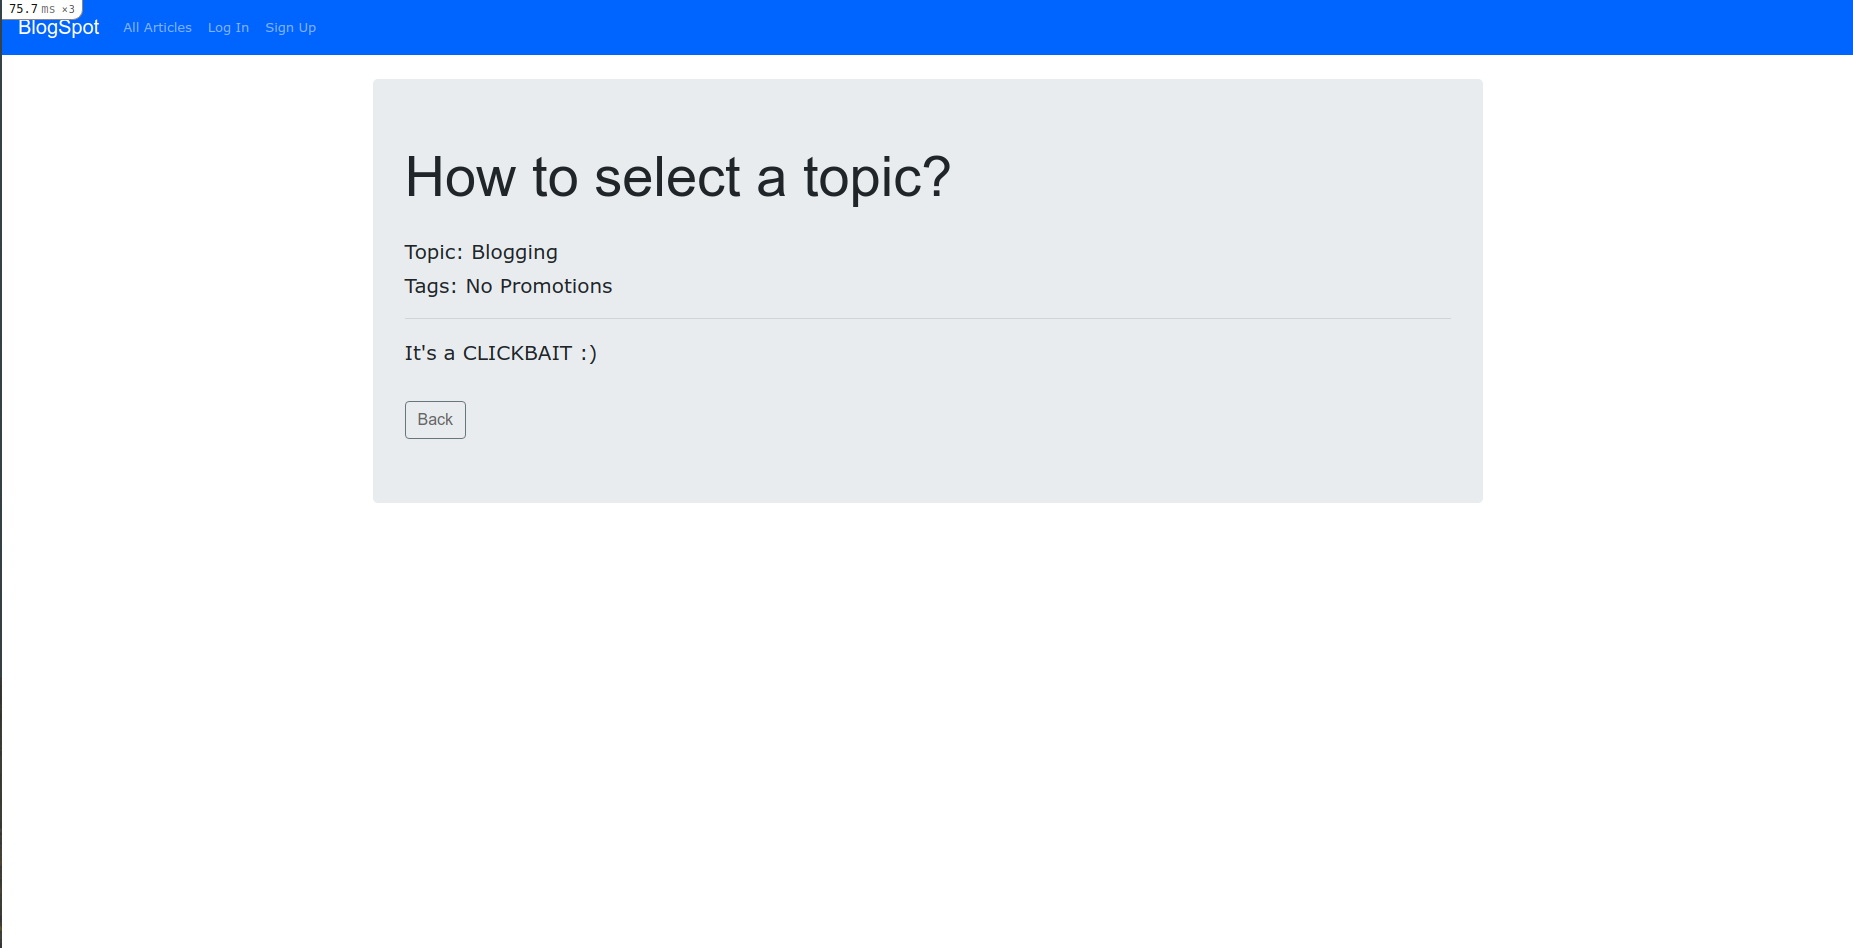 75.7 ms ×3
BlogSpot All Articles Log In Sign Up
How to select a topic?
Topic: Blogging
Tags: No Promotions
It's a CLICKBAIT :)
Back